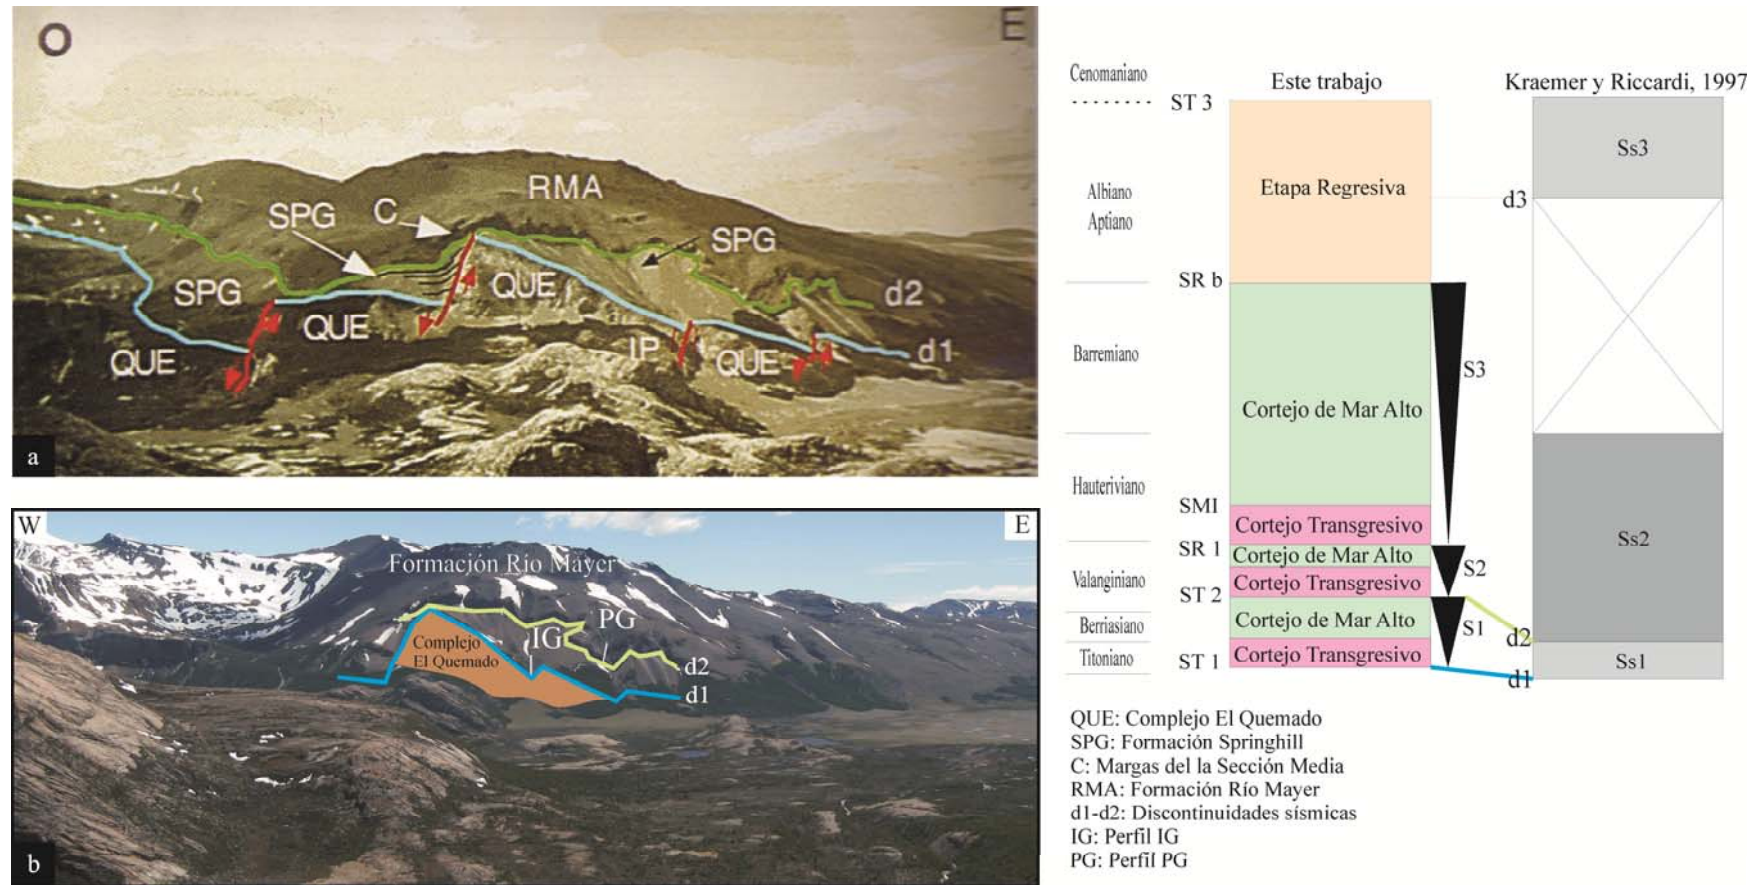 O
E
RMA
SPG
C
SPG
QUE
SPG
d2
QUE
IP
QUE
d1
QUE
a
W
E
Formación Río Mayer
PG
IG
Complejo
El Quemado
d2
d1
b
Este trabajo
Kraemer y Riccardi, 1997
Cenomaniano
ST 3
Ss3
Etapa Regresiva
Albiano
Aptiano
d3
SR b
Barremiano
S3
Cortejo de Mar Alto
Hauteriviano
SMI
Cortejo Transgresivo
Ss2
SR 1
Cortejo de Mar Alto
S2
Valanginiano
Cortejo Transgresivo
ST 2
Berriasiano
Cortejo de Mar Alto
S1
d2
Titoniano
ST 1
Cortejo Transgresivo
Ss1
d1
QUE: Complejo El Quemado
SPG: Formación Springhill
C: Margas del la Sección Media
RMA: Formación Río Mayer
d1-d2: Discontinuidades sísmicas
IG: Perfil IG
PG: Perfil PG